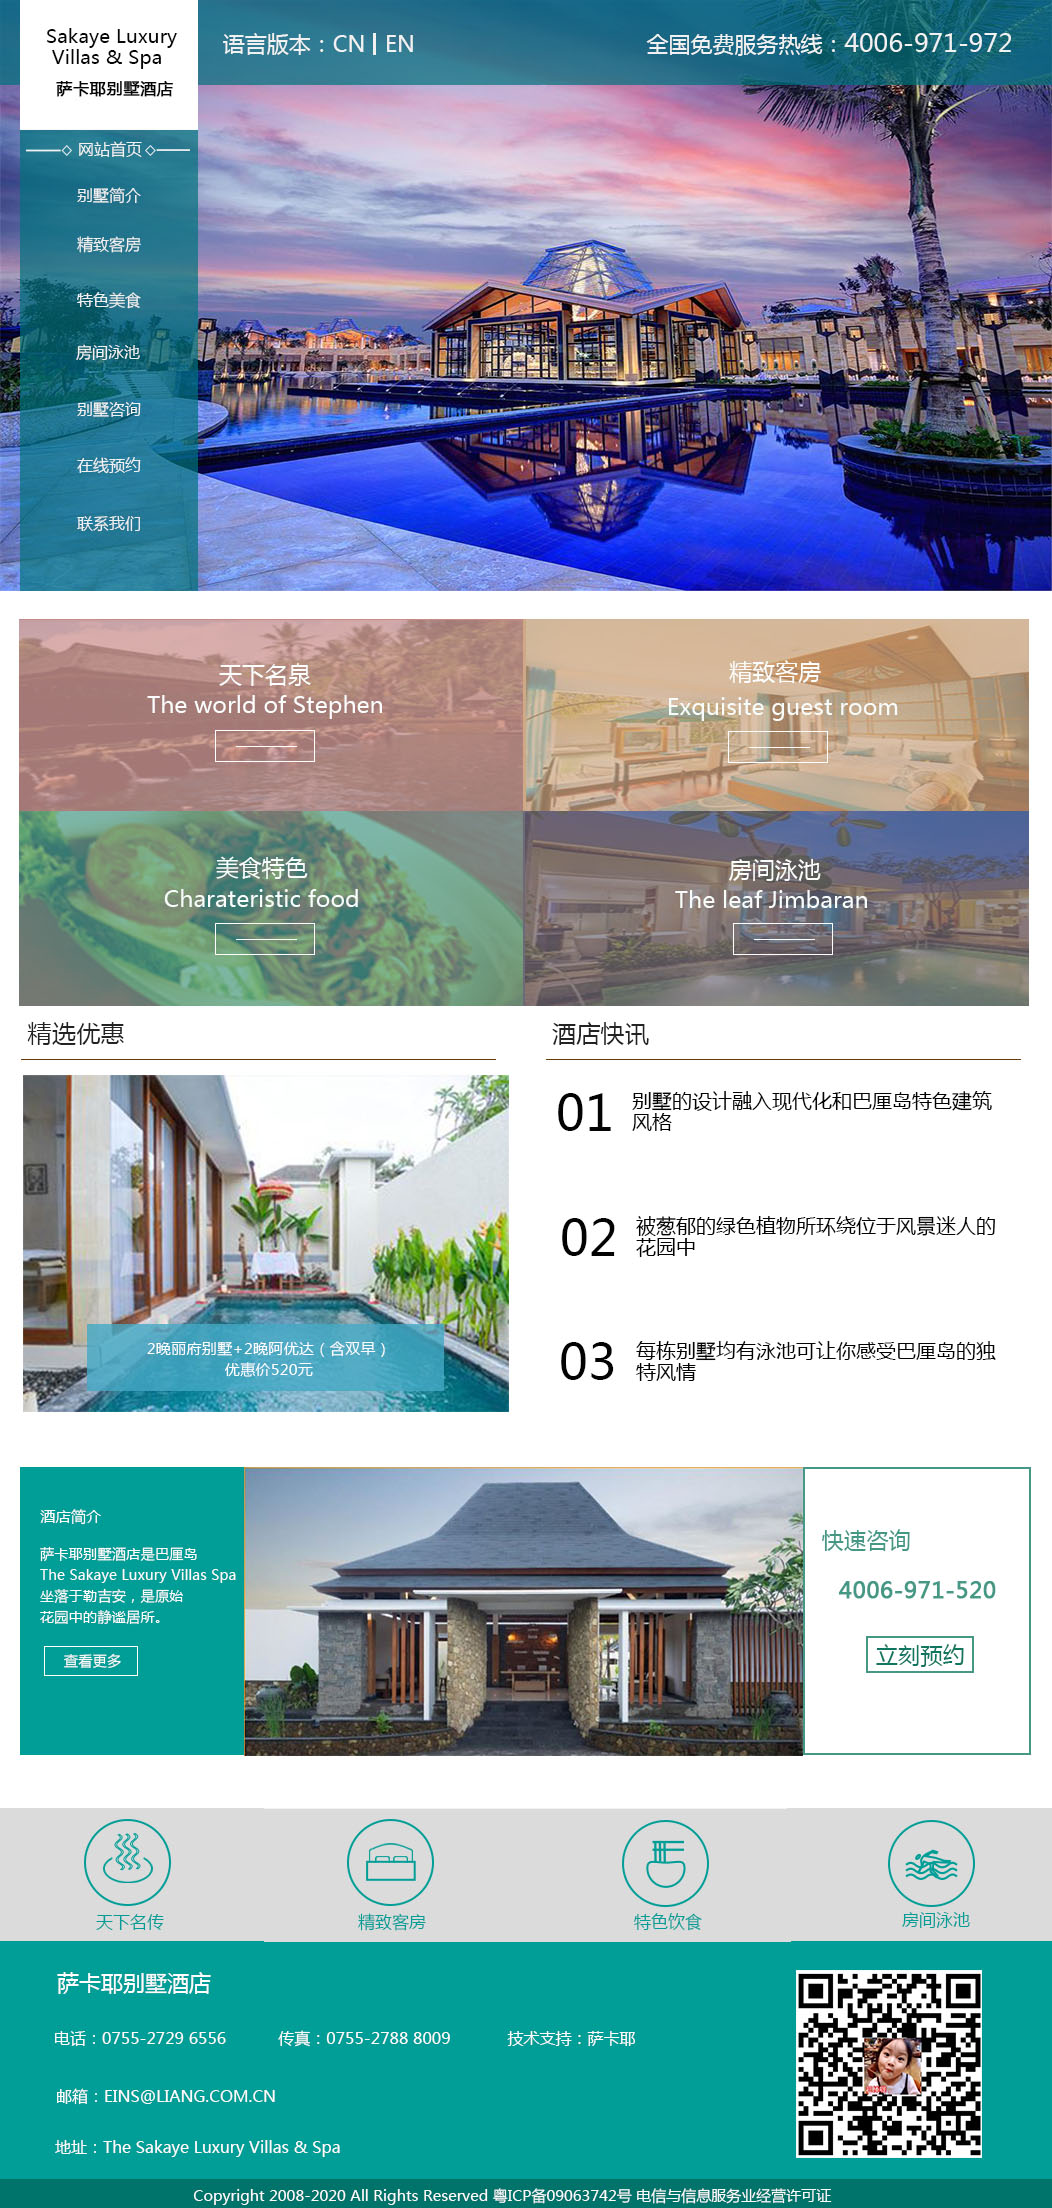 Sakaye Luxury
Villas & Spa
萨卡耶别墅酒店
语言版本：CN | EN
全国免费服务热线：4006-971-972
网站首页
别墅简介
精致客房
特色美食
房间泳池
别墅咨询
在线预约
联系我们
天下名泉
The world of Stephen
精致客房
Exquisite guest room
美食特色
Charateristic food
房间泳池
The leaf Jimbaran
精选优惠
2晚丽府别墅+2晚阿优达（含双早）
优惠价520元
酒店快讯
01 别墅的设计融入现代化和巴厘岛特色建筑
风格
02 被葱郁的绿色植物所环绕位于风景迷人的
花园中
03 每栋别墅均有泳池可让你感受巴厘岛的独
特风情
酒店简介
萨卡耶别墅酒店是巴厘岛
The Sakaye Luxury Villas Spa
坐落于勒吉安，是原始
花园中的静谧居所。
查看更多
快速咨询
4006-971-520
立刻预约
天下名传
精致客房
特色饮食
房间泳池
萨卡耶别墅酒店
电话：0755-2729 6556
传真：0755-2788 8009
技术支持：萨卡耶
邮箱：EINS@LIANG.COM.CN
地址：The Sakaye Luxury Villas & Spa
Copyright 2008-2020 All Rights Reserved 粤ICP备09063742号 电信与信息服务业经营许可证